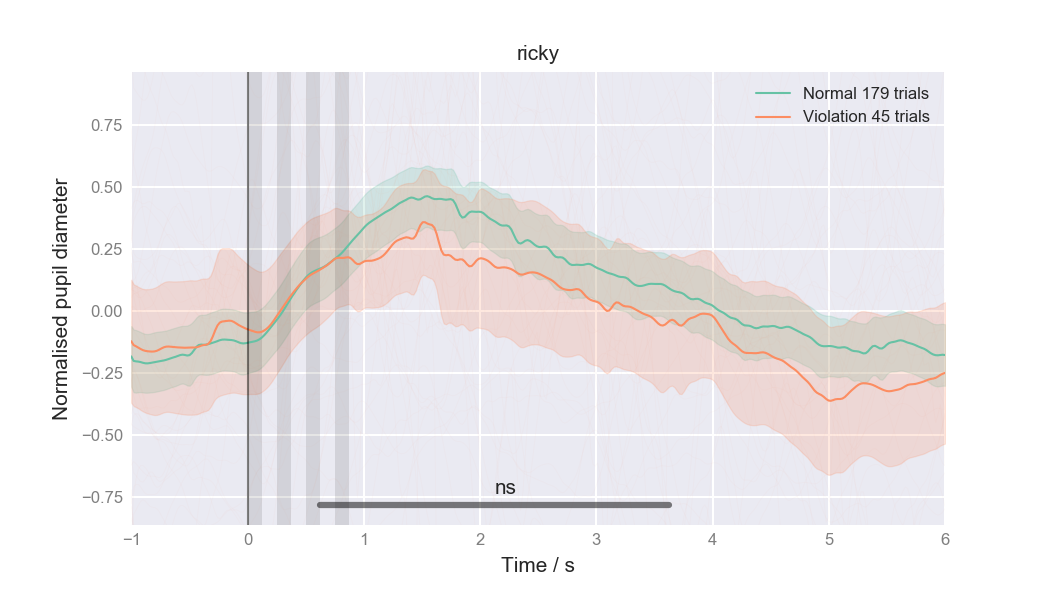 ricky
Normal 179 trials
Violation 45 trials
Normalised pupil diameter
0.75
0.50
0.25
0.00
−0.25
−0.50
−0.75
ns
−1 0 1 2 3 4 5 6
Time / s